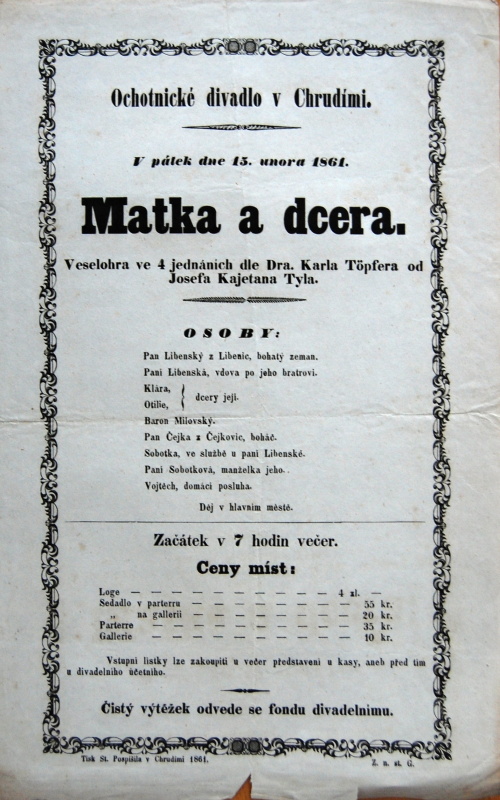 Ochotnické divadlo v Chrudími.
V pátek dne 15. unora 1861.
Matka a dcera.
Veselohra ve 4 jednáních dle Dra. Karla Töpfera od
Josefa Kajetana Tyla.
OSOBY:
Pan Libenský z Libenic, bohatý zeman.
Paní Libenská, vdova po jeho bratrovi.
Klára,
Otilie,
dcery její.
Baron Milovský.
Pan Čejka z Čejkovic, boháč.
Sobotka, ve službě u paní Libenské.
Paní Sobotková, manželka jeho.
Vojtěch, domácí posluha.
Děj v hlavním městě.
Začátek v 7 hodin večer.
Ceny míst:
Loge — — — — — — — — — — 4 zl. —
Sedadlo v parterru — — — — — — — — 55 kr.
„ na gallerii — — — — — — — — 20 kr.
Parterre — — — — — — — — — — 35 kr.
Gallerie — — — — — — — — — — 10 kr.
Vstupní lístky lze zakoupiti u večer představení u kasy, aneb před tím
u divadelního účetního.
Čistý výtěžek odvede se fondu divadelnímu.
Tisk St. Pospíšila v Chrudimi 1861.
Z. n. st. G.